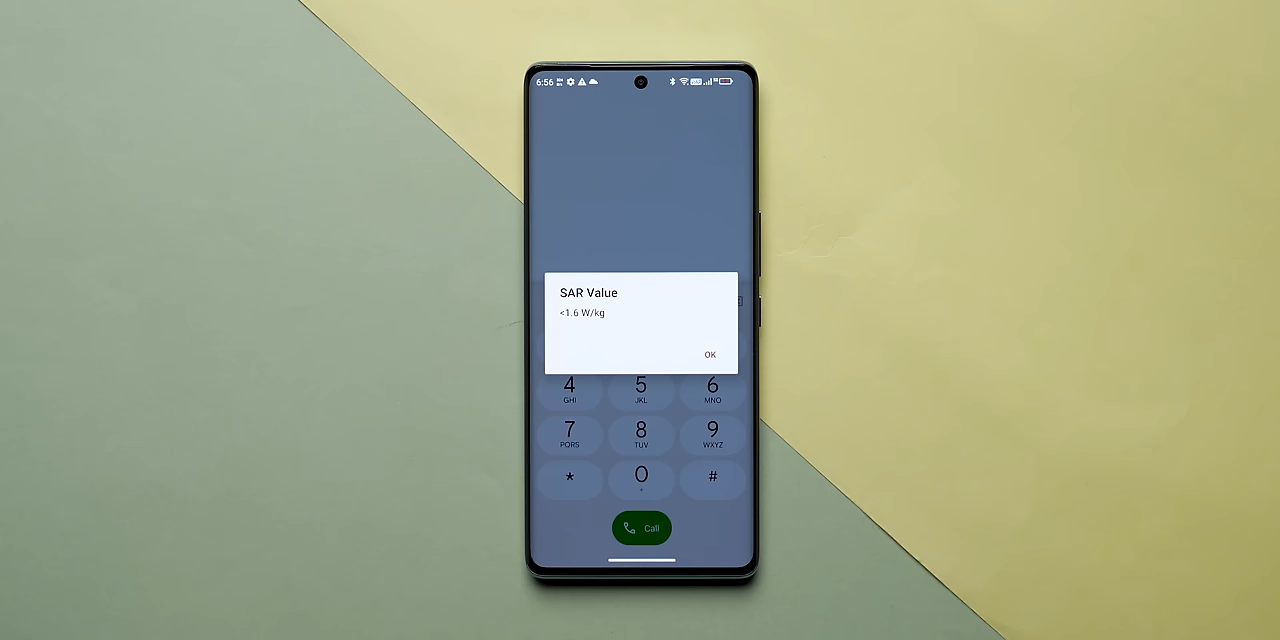 6:56
SAR Value
<1.6 W/kg
OK
4 5 6
GHI JKL MNO
7 8 9
PQRS TUV WXYZ
* 0 #
+
Call